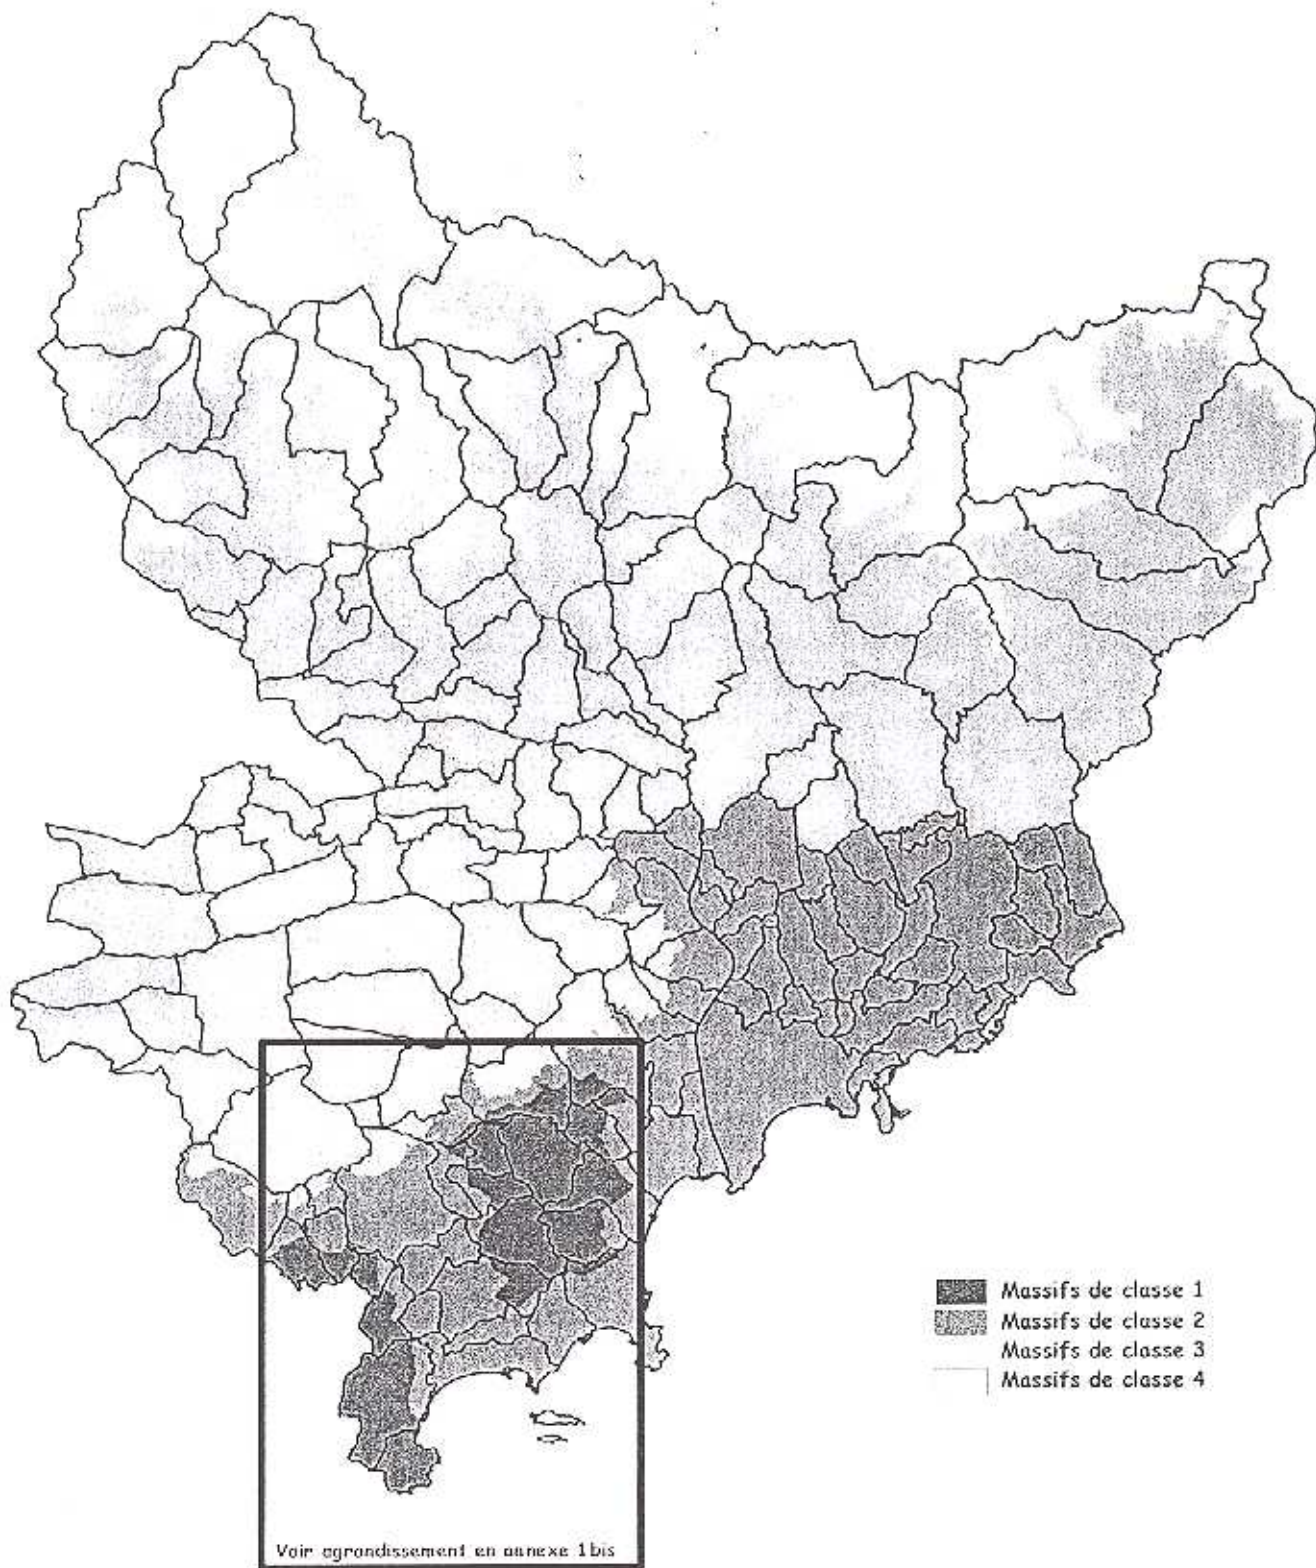 Massifs de classe 1
Massifs de classe 2
Massifs de classe 3
Massifs de classe 4
Voir agrandissement en annexe 1bis